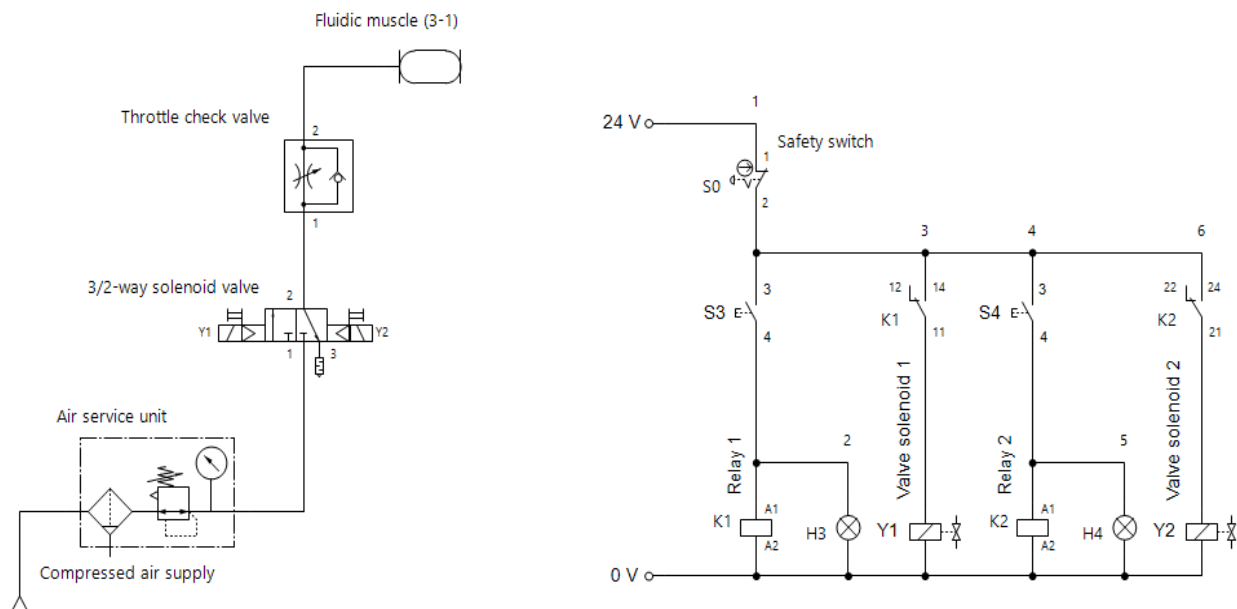 Fluidic muscle (3-1)
Throttle check valve
2
1
3/2-way solenoid valve
2
Y1
Y2
1
3
Air service unit
Compressed air supply
1
24 V
Safety switch
1
S0
2
3
4
6
3
S3
4
12
14
K1
11
3
S4
4
22
24
K2
21
Relay 1
2
Valve solenoid 1
Relay 2
5
Valve solenoid 2
K1
A1
A2
H3
Y1
K2
A1
A2
H4
Y2
0 V